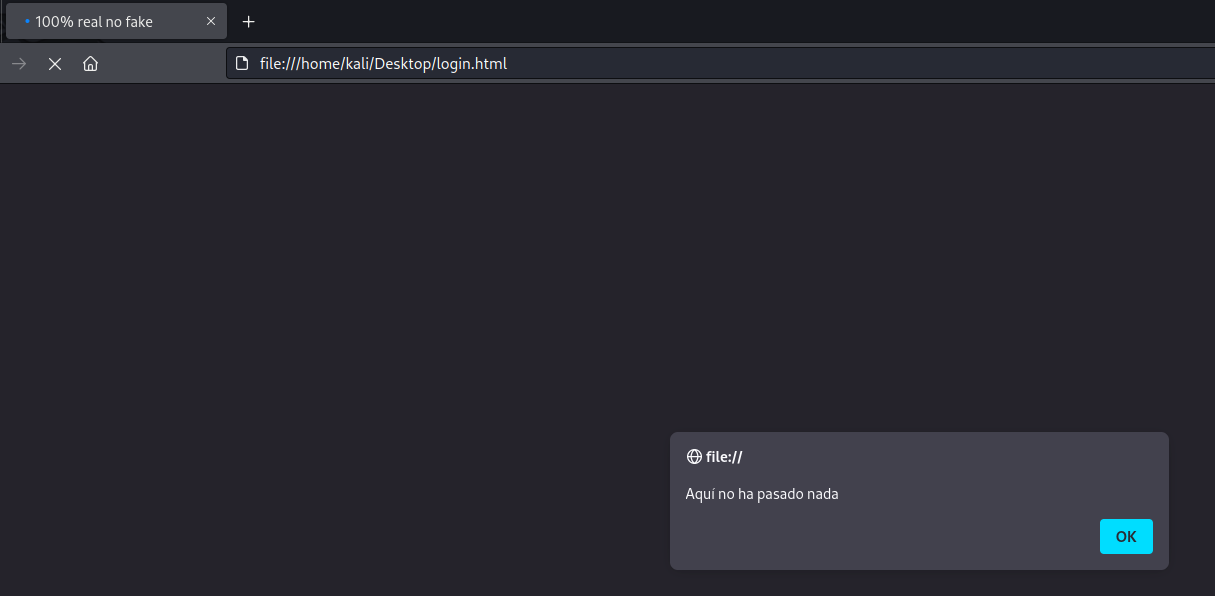 100% real no fake
file:///home/kali/Desktop/login.html
file://
Aquí no ha pasado nada
OK